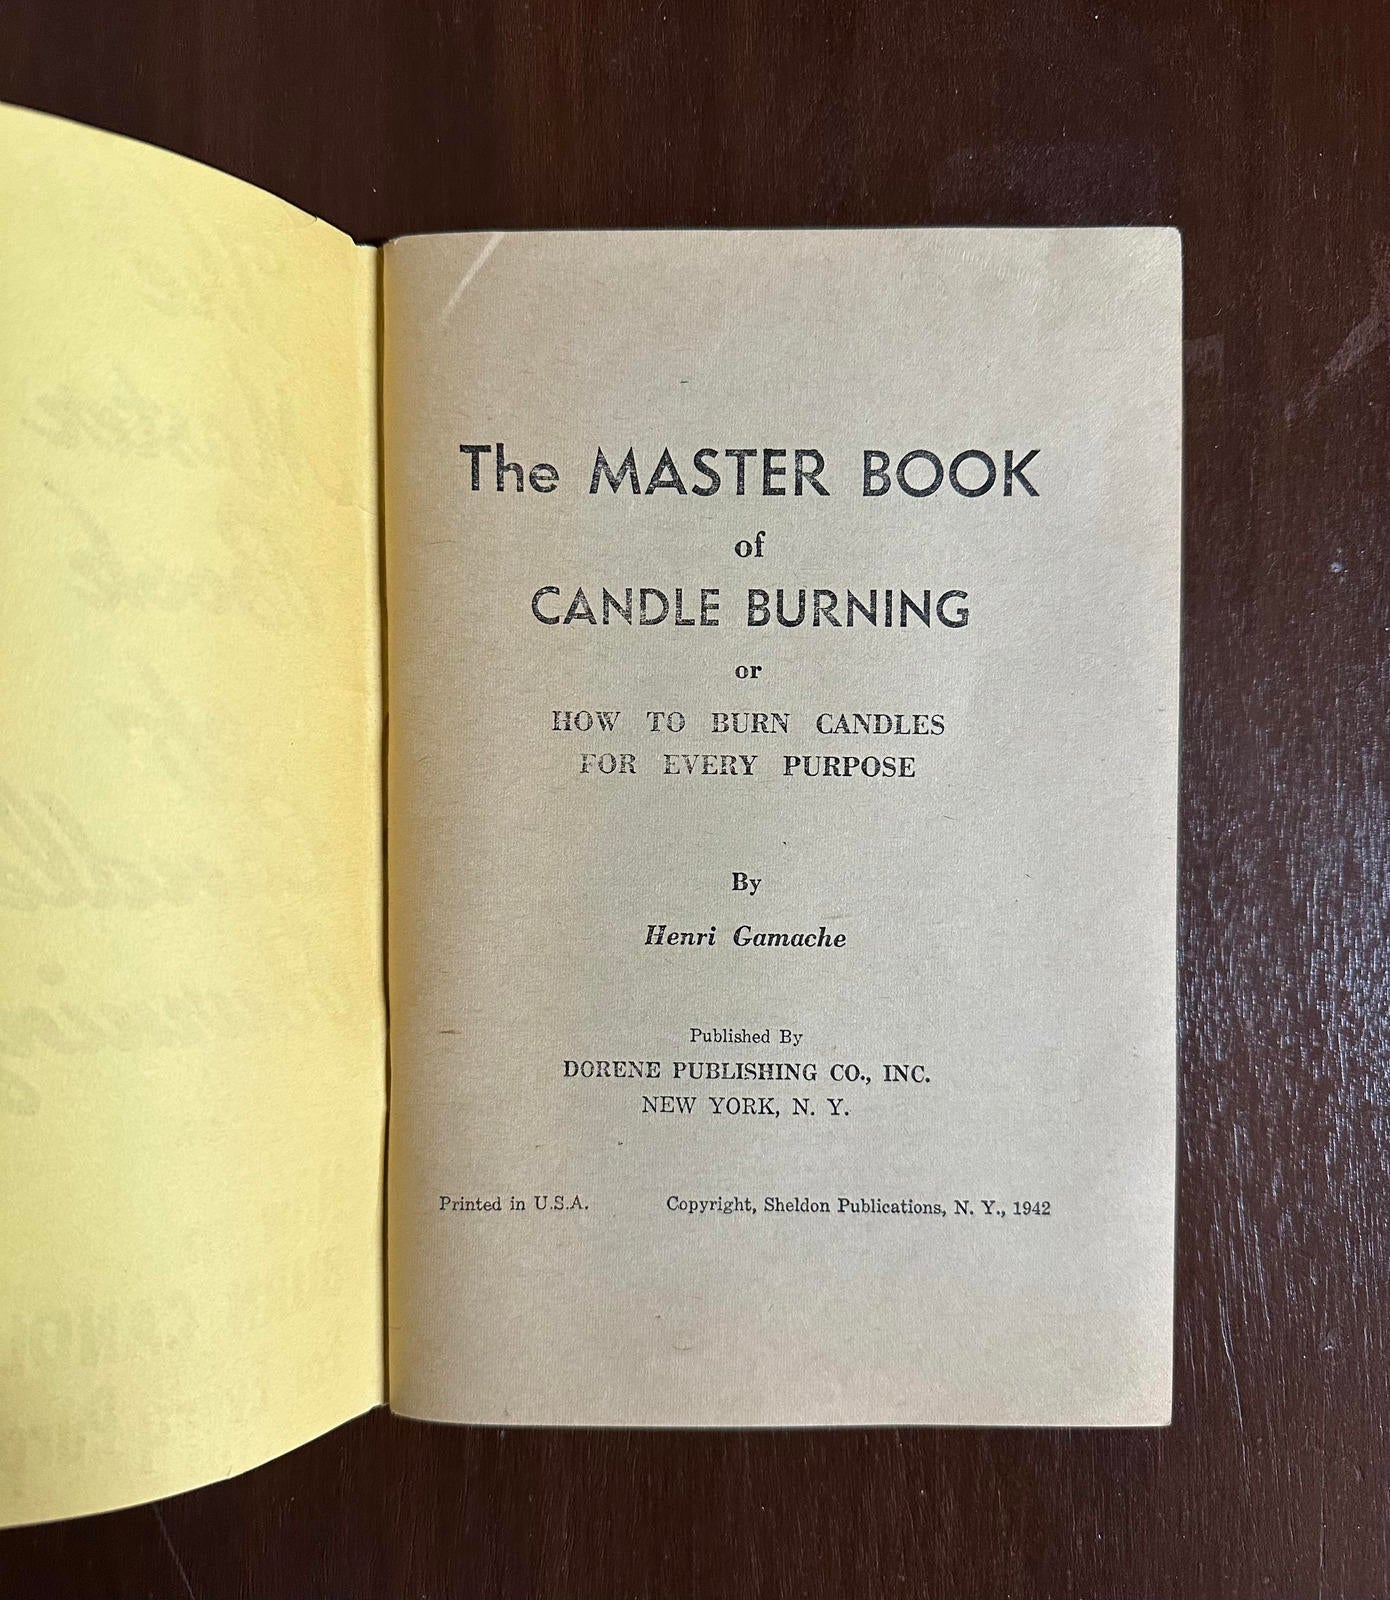 The MASTER BOOK
of
CANDLE BURNING
or
HOW TO BURN CANDLES
FOR EVERY PURPOSE
By
Henri Gamache
Published By
DORENE PUBLISHING CO., INC.
NEW YORK, N. Y.
Printed in U.S.A. Copyright, Sheldon Publications, N. Y., 1942